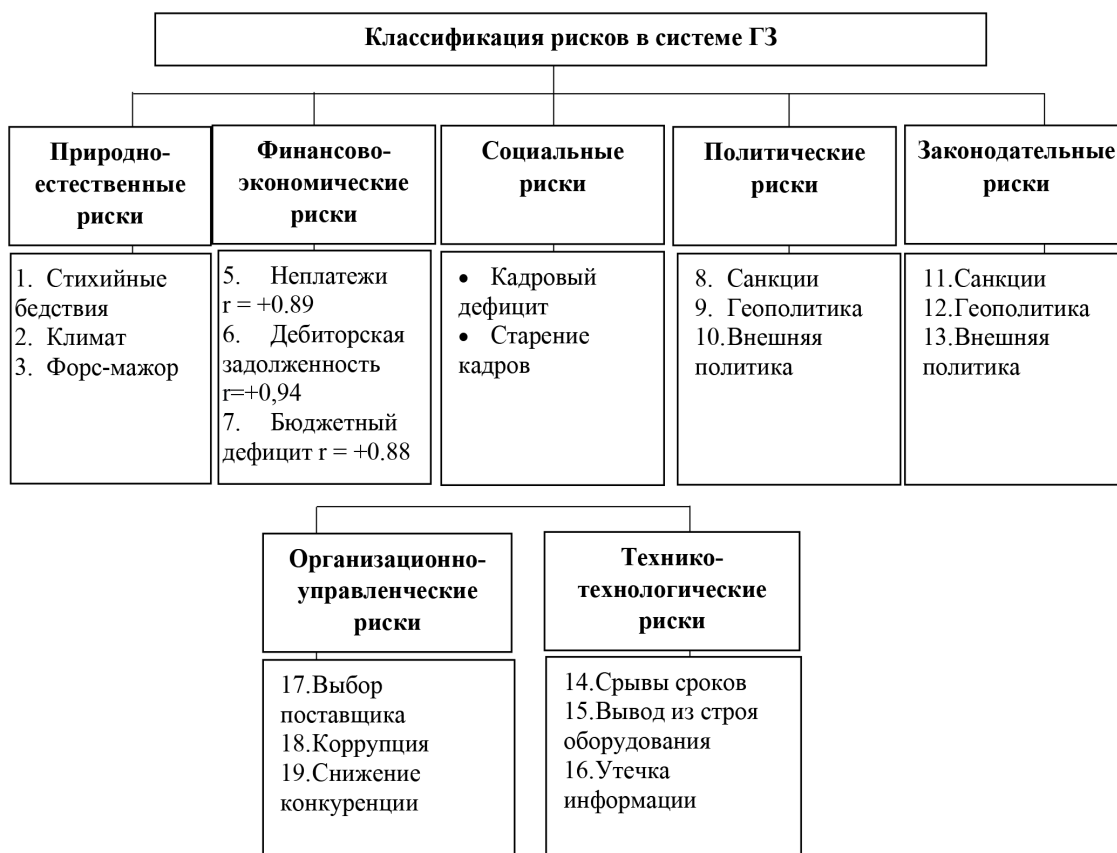 Классификация рисков в системе ГЗ
Природно-
естественные
риски
Финансово-
экономические
риски
Социальные
риски
Политические
риски
Законодательные
риски
1. Стихийные
бедствия
2. Климат
3. Форс-мажор
5. Неплатежи
r = +0.89
6. Дебиторская
задолженность
r=+0,94
7. Бюджетный
дефицит r = +0.88
• Кадровый
дефицит
• Старение
кадров
8. Санкции
9. Геополитика
10.Внешняя
политика
11.Санкции
12.Геополитика
13.Внешняя
политика
Организационно-
управленческие
риски
Технико-
технологические
риски
17.Выбор
поставщика
18.Коррупция
19.Снижение
конкуренции
14.Срывы сроков
15.Вывод из строя
оборудования
16.Утечка
информации